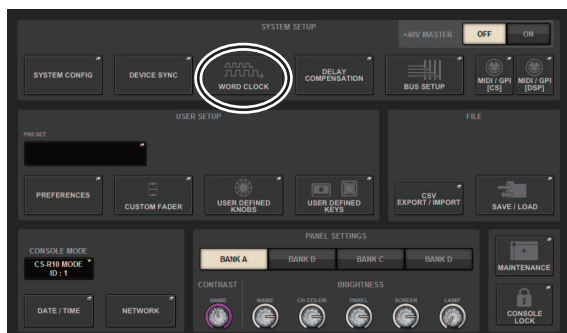 SYSTEM SETUP
+48V MASTER
OFF
ON
SYSTEM CONFIG
DEVICE SYNC
WORD CLOCK
DELAY
COMPENSATION
BUS SETUP
MIDI / GPI
[CS]
MIDI / GPI
[DSP]
USER SETUP
FILE
PRESET
PREFERENCES
CUSTOM FADER
USER DEFINED
KNOBS
USER DEFINED
KEYS
CSV
EXPORT / IMPORT
SAVE / LOAD
PANEL SETTINGS
CONSOLE MODE
CS-R10 MODE
ID : 1
BANK A
BANK B
BANK C
BANK D
MAINTENANCE
CONTRAST
BRIGHTNESS
NAME
NAME
CH COLOR
PANEL
SCREEN
LAMP
DATE / TIME
NETWORK
CONSOLE
LOCK